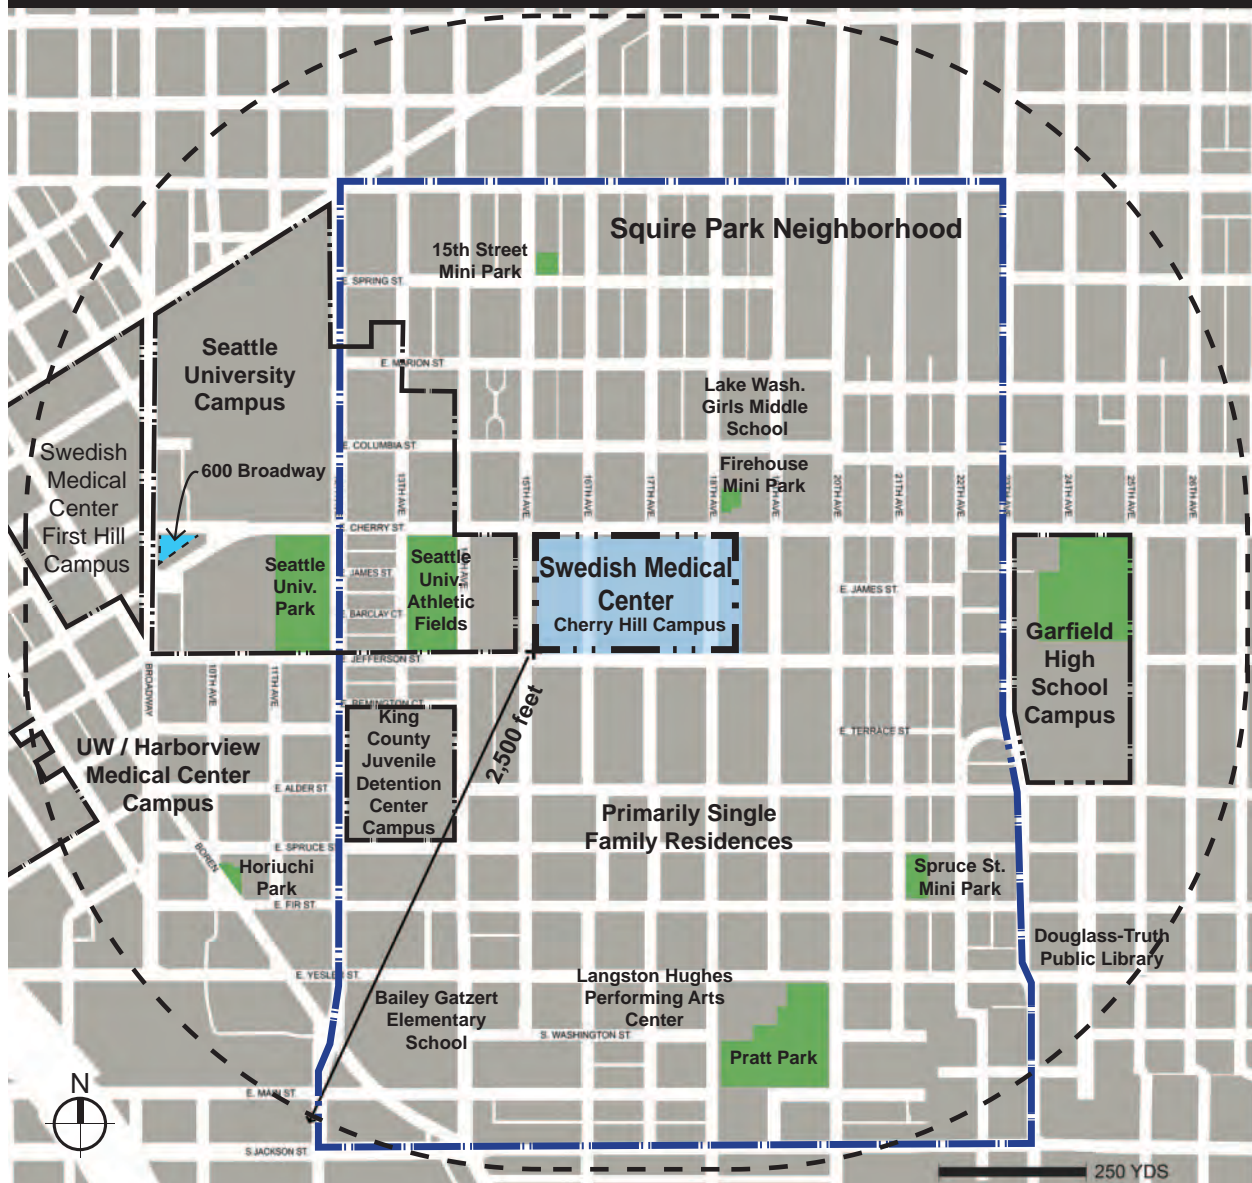 Squire Park Neighborhood
15th Street
Mini Park
E. SPRING ST.
Seattle
University
Campus
E. MARION ST.
Lake Wash.
Girls Middle
School
E. COLUMBIA ST.
Swedish
Medical
Center
First Hill
Campus
600 Broadway
Firehouse
Mini Park
13TH AVE.
15TH AVE.
16TH AVE.
17TH AVE.
18TH AVE.
20TH AVE.
21TH AVE.
22TH AVE.
24TH AVE.
25TH AVE.
26TH AVE.
E. CHERRY ST.
Seattle
Univ.
Park
E. JAMES ST.
E. BARCLAY CT.
Seattle
Univ.
Athletic
Fields
Swedish Medical
Center
Cherry Hill Campus
E. JAMES ST.
Garfield
High
School
Campus
E. JEFFERSON ST.
BROADWAY
10TH AVE.
11TH AVE.
E. REMINGTON CT.
King
County
Juvenile
Detention
Center
Campus
2,500 feet
E. TERRACE ST.
UW / Harborview
Medical Center
Campus
E. ALDER ST.
Primarily Single
Family Residences
E. SPRUCE ST.
BOREN
Horiuchi
Park
Spruce St.
Mini Park
E. FIR ST.
Douglass-Truth
Public Library
E. YESLER ST.
Bailey Gatzert
Elementary
School
Langston Hughes
Performing Arts
Center
S. WASHINGTON ST.
Pratt Park
N
E. MAIN ST.
S.JACKSON ST.
250 YDS